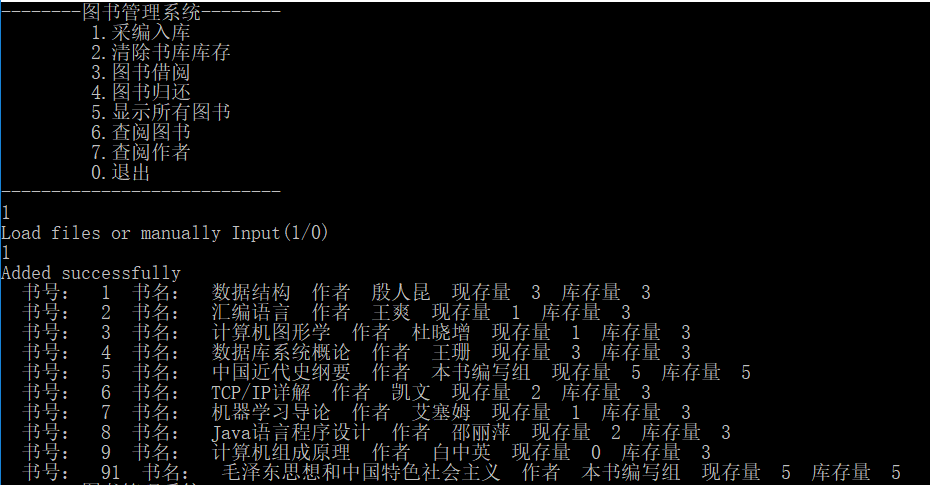 --------图书管理系统--------
1.采编入库
2.清除书库库存
3.图书借阅
4.图书归还
5.显示所有图书
6.查阅图书
7.查阅作者
0.退出
----------------------------
1
Load files or manually Input(1/0)
1
Added successfully
书号： 1 书名： 数据结构 作者 殷人昆 现存量 3 库存量 3
书号： 2 书名： 汇编语言 作者 王爽 现存量 1 库存量 3
书号： 3 书名： 计算机图形学 作者 杜晓增 现存量 1 库存量 3
书号： 4 书名： 数据库系统概论 作者 王珊 现存量 3 库存量 3
书号： 5 书名： 中国近代史纲要 作者 本书编写组 现存量 5 库存量 5
书号： 6 书名： TCP/IP详解 作者 凯文 现存量 2 库存量 3
书号： 7 书名： 机器学习导论 作者 艾塞姆 现存量 1 库存量 3
书号： 8 书名： Java语言程序设计 作者 邵丽萍 现存量 2 库存量 3
书号： 9 书名： 计算机组成原理 作者 白中英 现存量 0 库存量 3
书号： 91 书名： 毛泽东思想和中国特色社会主义 作者 本书编写组 现存量 5 库存量 5